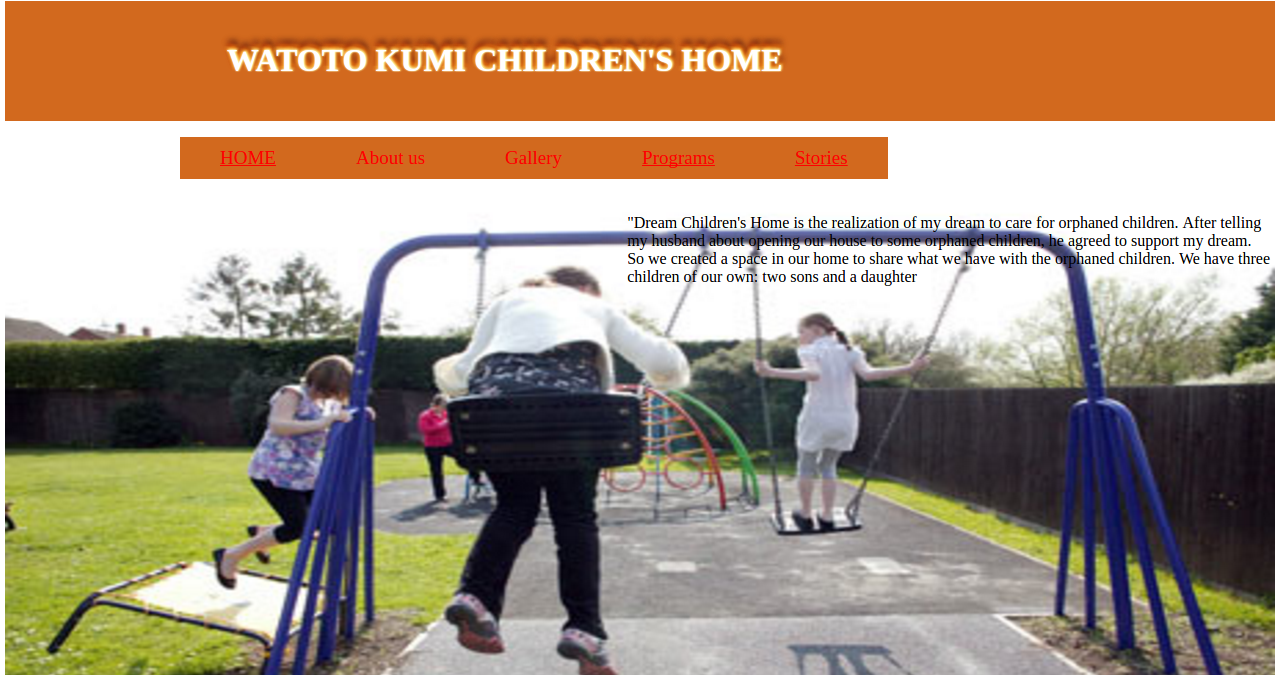 WATOTO KUMI CHILDREN'S HOME
HOME About us Gallery Programs Stories
"Dream Children's Home is the realization of my dream to care for orphaned children. After telling
my husband about opening our house to some orphaned children, he agreed to support my dream.
So we created a space in our home to share what we have with the orphaned children. We have three
children of our own: two sons and a daughter